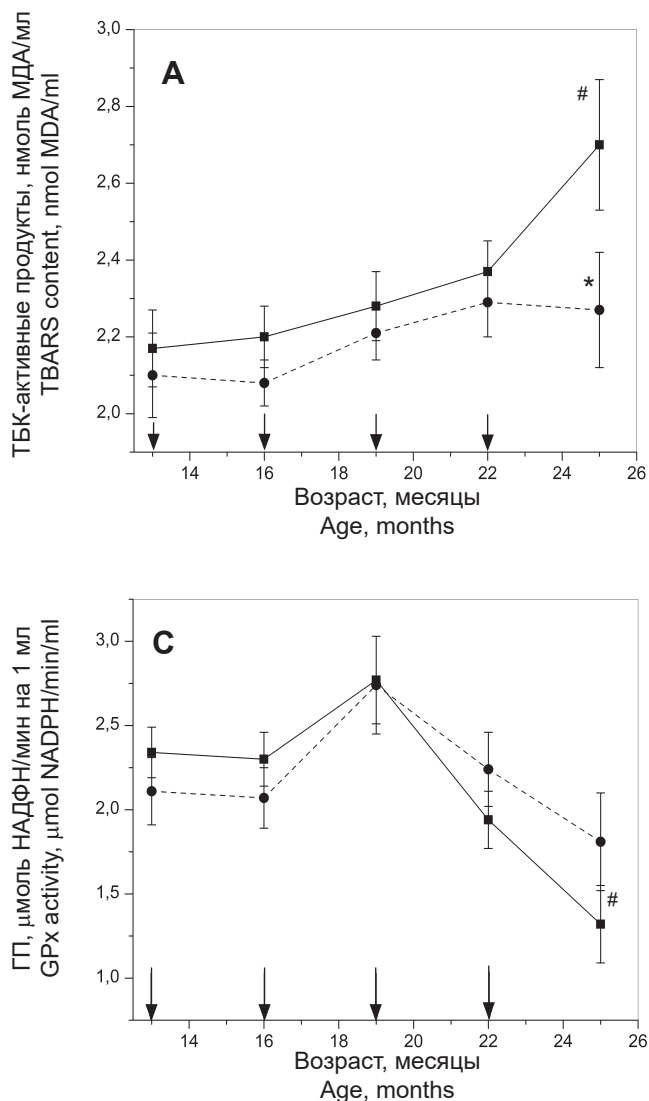 ТБК-активные продукты, нмоль МДА/мл
TBARS content, nmol MDA/ml
3,0
2,8
2,6
2,4
2,2
2,0
A
#
*
14 16 18 20 22 24 26
Возраст, месяцы
Age, months
ГП, μмоль НАДФН/мин на 1 мл
GPx activity, μmol NADPH/min/ml
3,0
2,5
2,0
1,5
1,0
C
#
14 16 18 20 22 24 26
Возраст, месяцы
Age, months